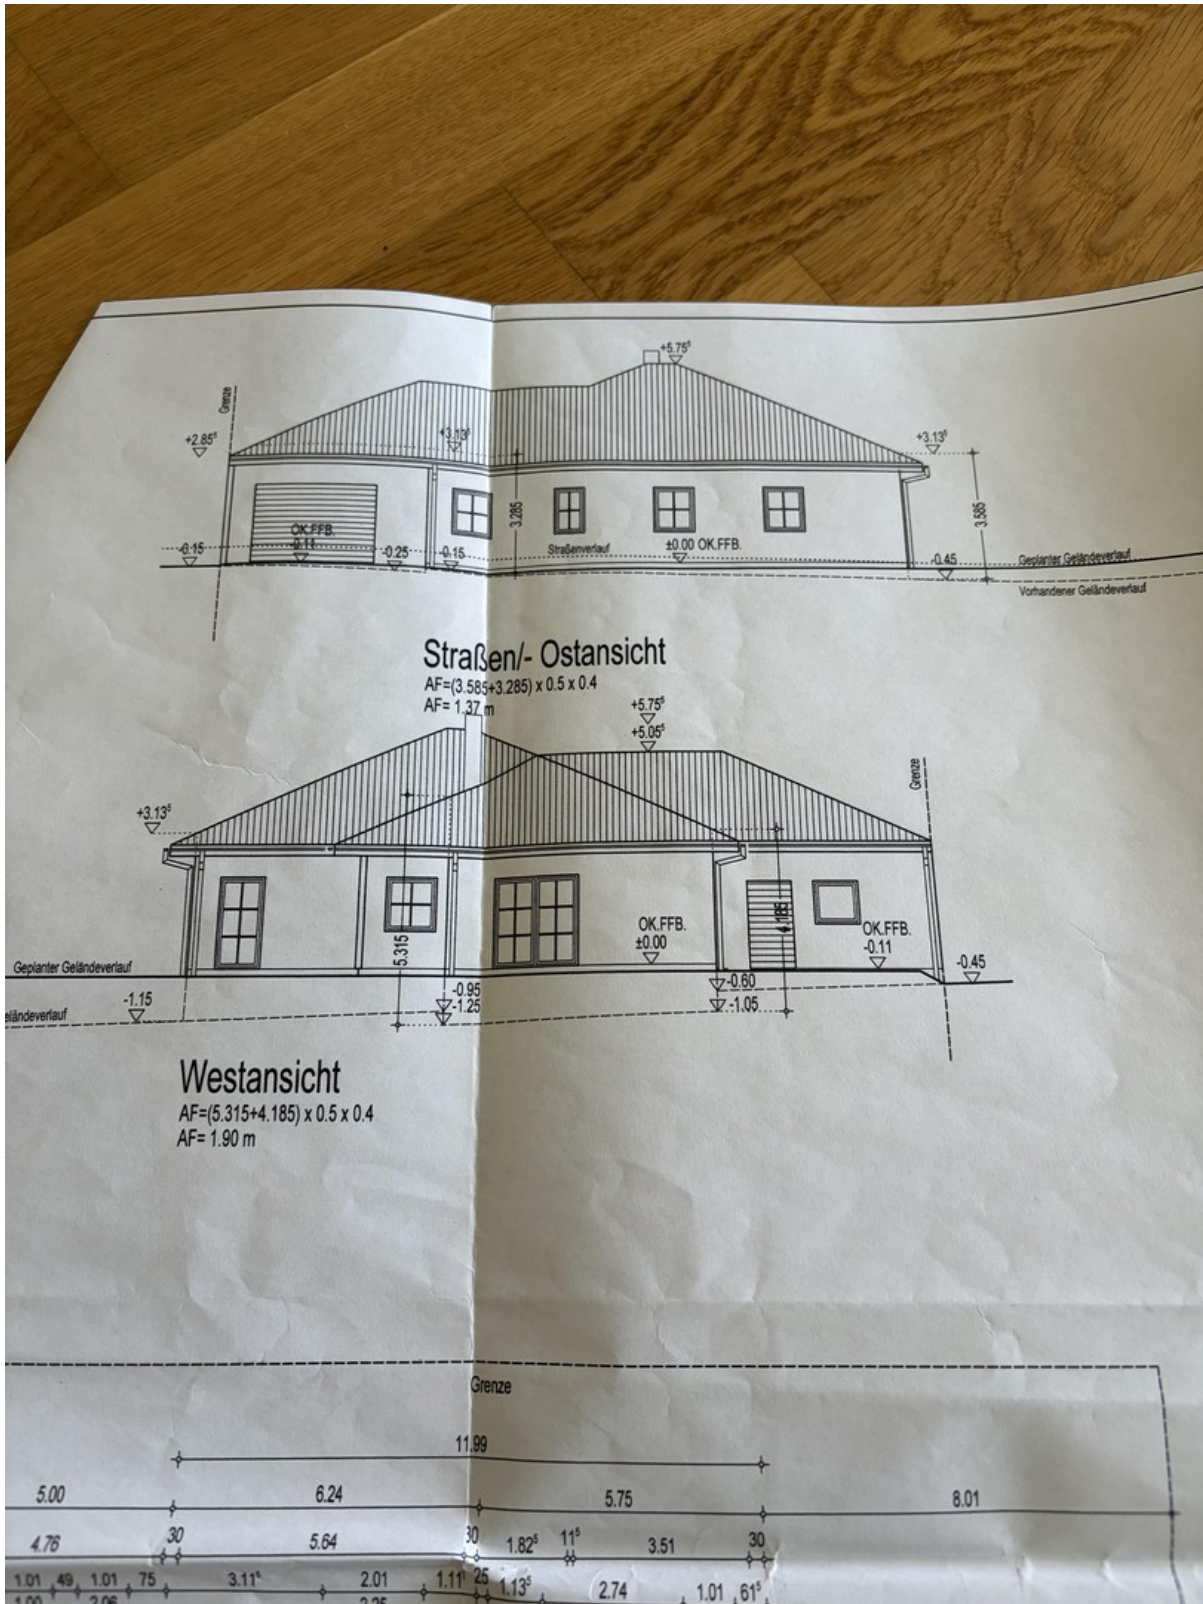 +5.75⁵
Grenze
+2.85⁵
+3.13⁵
+3.13⁵
3.285
3.585
OK.FFB.
-0.11
-0.15
-0.25
-0.15
Straßenverlauf
±0.00 OK.FFB.
-0.45
Geplanter Geländeverlauf
Vorhandener Geländeverlauf
Straßen/- Ostansicht
AF=(3.585+3.285) x 0.5 x 0.4
AF= 1.37 m
+5.75⁵
+5.05⁵
Grenze
+3.13⁵
5.315
4.185
OK.FFB.
±0.00
OK.FFB.
-0.11
Geplanter Geländeverlauf
-0.45
-0.60
-0.95
-1.15
-1.25
-1.05
eländeverlauf
Westansicht
AF=(5.315+4.185) x 0.5 x 0.4
AF= 1.90 m
Grenze
11.99
5.00 6.24 5.75 8.01
4.76 30 5.64 30 1.82⁵ 11⁵ 3.51 30
1.01 49 1.01 75 3.11⁵ 2.01 1.11⁵ 25 1.13⁵ 2.74 1.01 61⁵